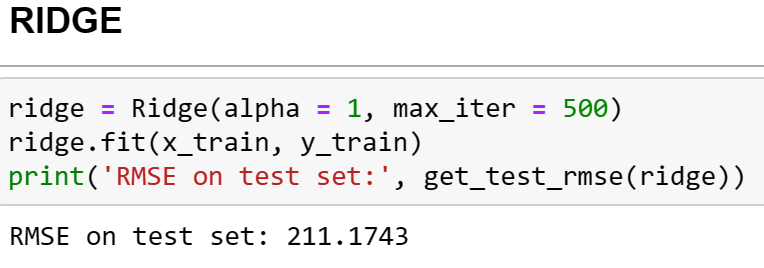 RIDGE
ridge = Ridge(alpha = 1, max_iter = 500)
ridge.fit(x_train, y_train)
print('RMSE on test set:', get_test_rmse(ridge))
RMSE on test set: 211.1743